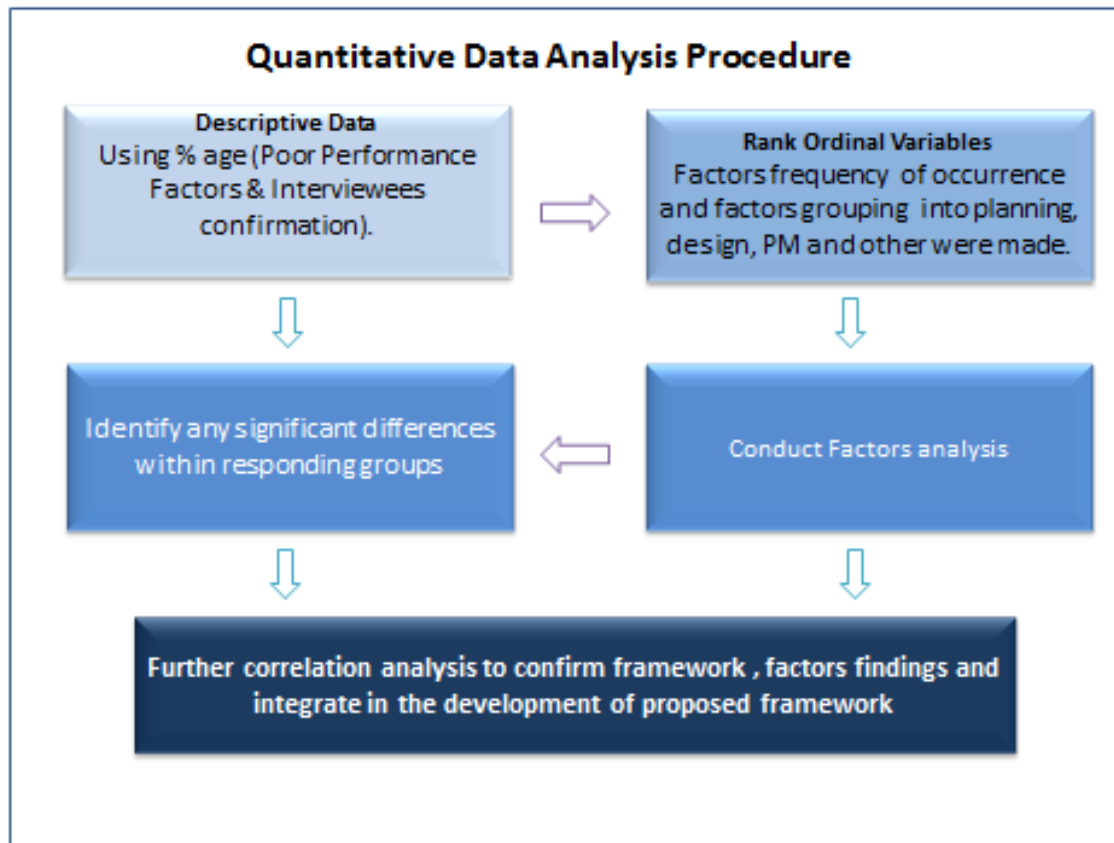 Quantitative Data Analysis Procedure
Descriptive Data
Using % age (Poor Performance
Factors & Interviewees
confirmation).
Rank Ordinal Variables
Factors frequency of occurrence
and factors grouping into planning,
design, PM and other were made.
Identify any significant differences
within responding groups
Conduct Factors analysis
Further correlation analysis to confirm framework , factors findings and
integrate in the development of proposed framework